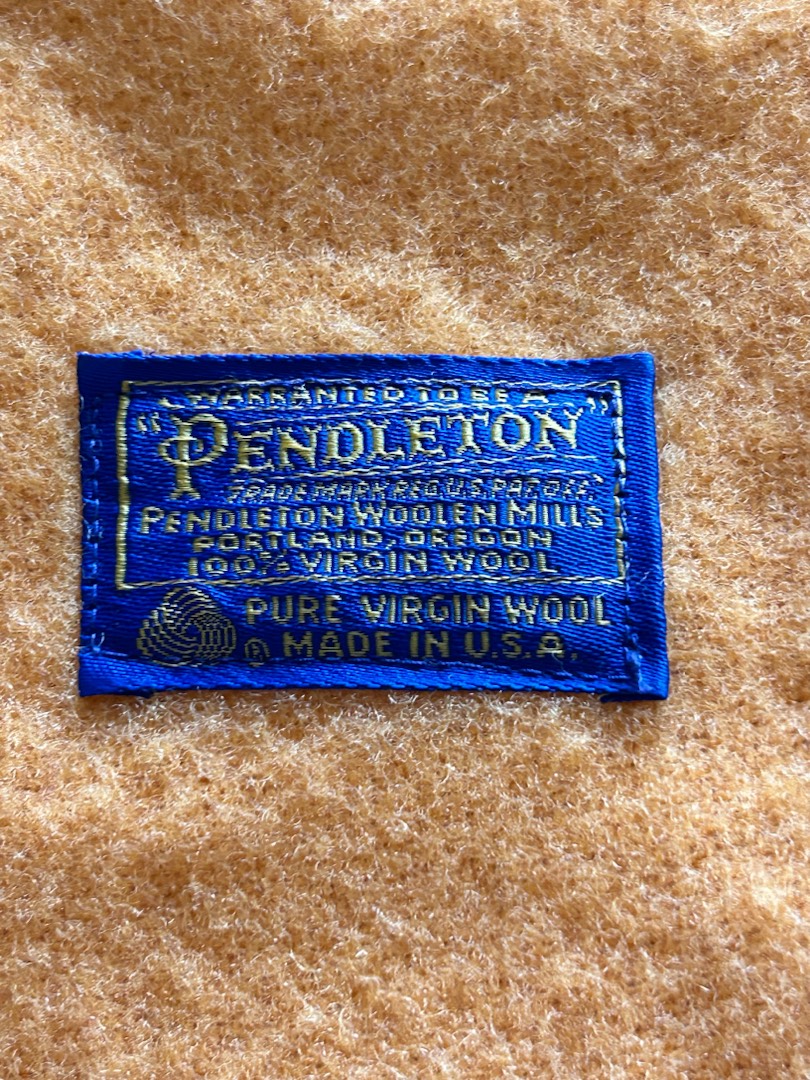 WARRANTED TO BE A
"PENDLETON"
TRADE MARK REG. U.S. PAT. OFF.
PENDLETON WOOLEN MILLS
PORTLAND, OREGON
100% VIRGIN WOOL
PURE VIRGIN WOOL
® MADE IN U.S.A.